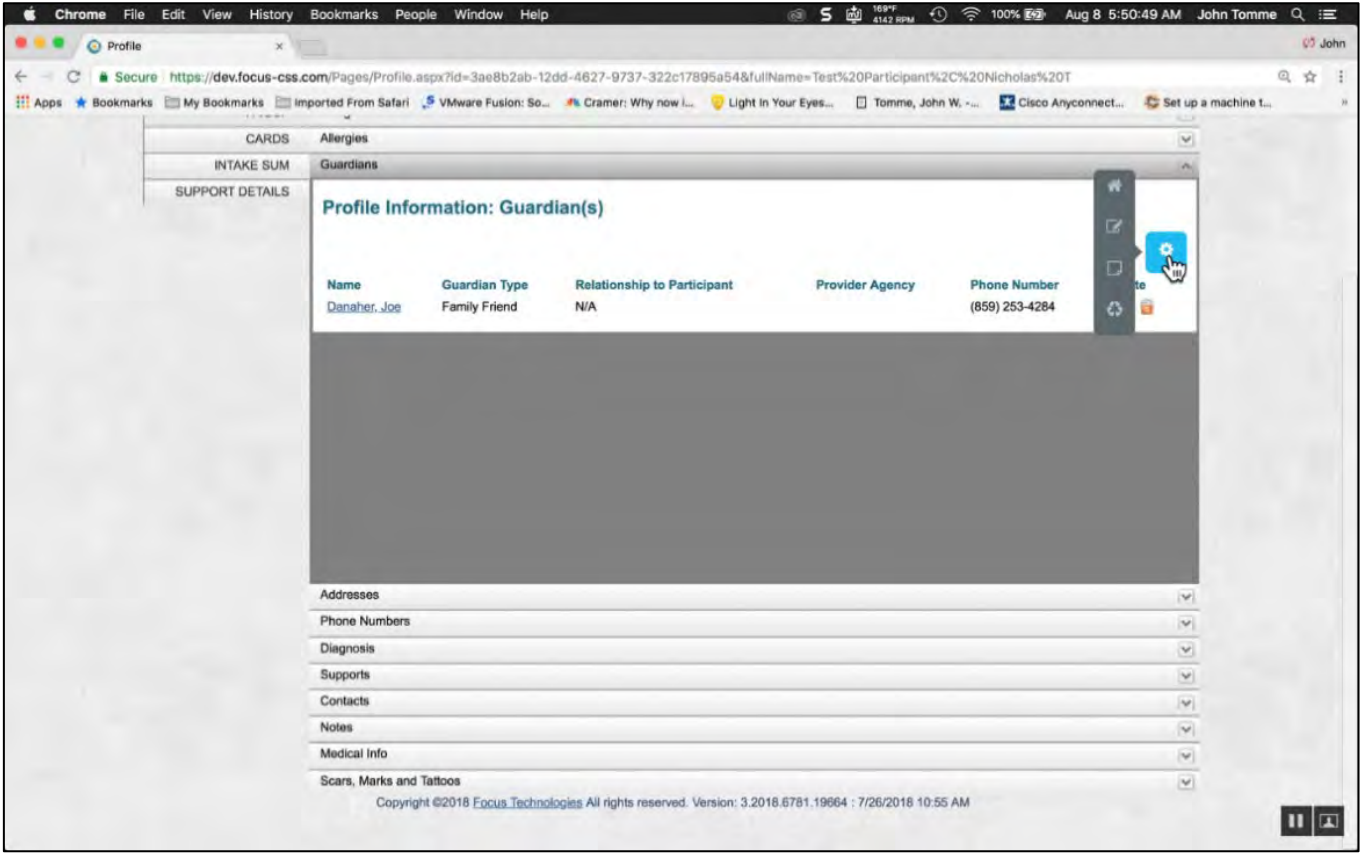 Chrome File Edit View History Bookmarks People Window Help 169°F 4142 RPM 100% Aug 8 5:50:49 AM John Tomme
Profile John
Secure https://dev.focus-css.com/Pages/Profile.aspx?id=3ae8b2ab-12dd-4627-9737-322c17895a54&fullName=Test%20Participant%2C%20Nicholas%20T
Apps Bookmarks My Bookmarks Imported From Safari VMware Fusion: So... Cramer: Why now i... Light In Your Eyes... Tomme, John W. -... Cisco Anyconnect... Set up a machine t...
CARDS Allergies
INTAKE SUM Guardians
SUPPORT DETAILS
Profile Information: Guardian(s)
Name Guardian Type Relationship to Participant Provider Agency Phone Number te
Danaher, Joe Family Friend N/A (859) 253-4284
Addresses
Phone Numbers
Diagnosis
Supports
Contacts
Notes
Medical Info
Scars, Marks and Tattoos
Copyright ©2018 Focus Technologies All rights reserved. Version: 3.2018.6781.19664 : 7/26/2018 10:55 AM